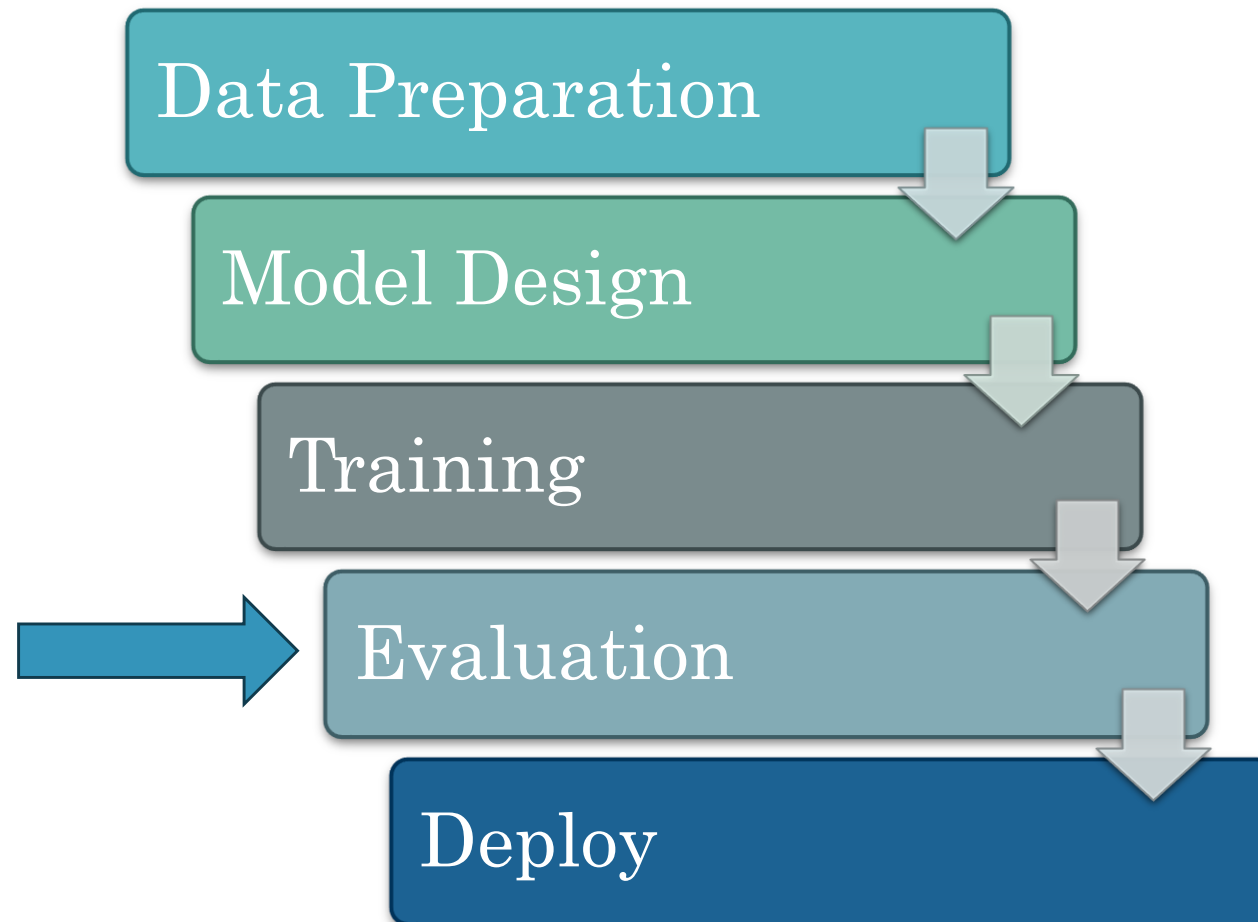 Data Preparation
Model Design
Training
Evaluation
Deploy